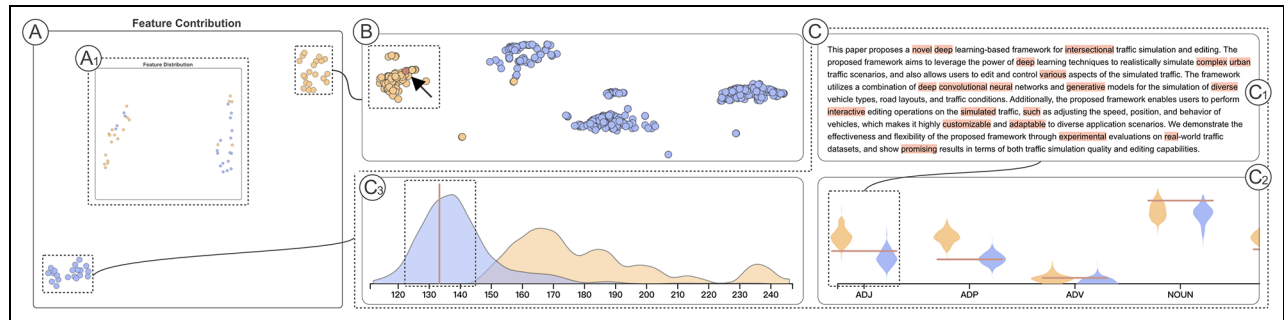 Feature Contribution
A
A1
Feature Distribution
B
C
This paper proposes a novel deep learning-based framework for intersectional traffic simulation and editing. The
proposed framework aims to leverage the power of deep learning techniques to realistically simulate complex urban
traffic scenarios, and also allows users to edit and control various aspects of the simulated traffic. The framework
utilizes a combination of deep convolutional neural networks and generative models for the simulation of diverse
vehicle types, road layouts, and traffic conditions. Additionally, the proposed framework enables users to perform
interactive editing operations on the simulated traffic, such as adjusting the speed, position, and behavior of
vehicles, which makes it highly customizable and adaptable to diverse application scenarios. We demonstrate the
effectiveness and flexibility of the proposed framework through experimental evaluations on real-world traffic
datasets, and show promising results in terms of both traffic simulation quality and editing capabilities.
C1
C3
120 130 140 150 160 170 180 190 200 210 220 230 240
C2
ADJ ADP ADV NOUN